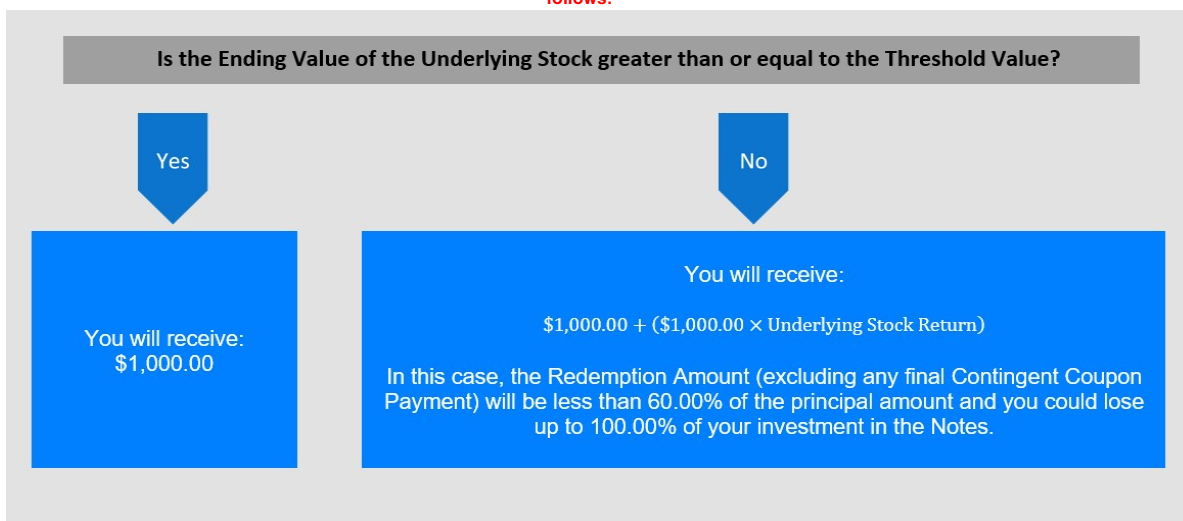 follows:
Is the Ending Value of the Underlying Stock greater than or equal to the Threshold Value?
Yes
No
You will receive:
$1,000.00
You will receive:
$1,000.00 + ($1,000.00 × Underlying Stock Return)
In this case, the Redemption Amount (excluding any final Contingent Coupon
Payment) will be less than 60.00% of the principal amount and you could lose
up to 100.00% of your investment in the Notes.